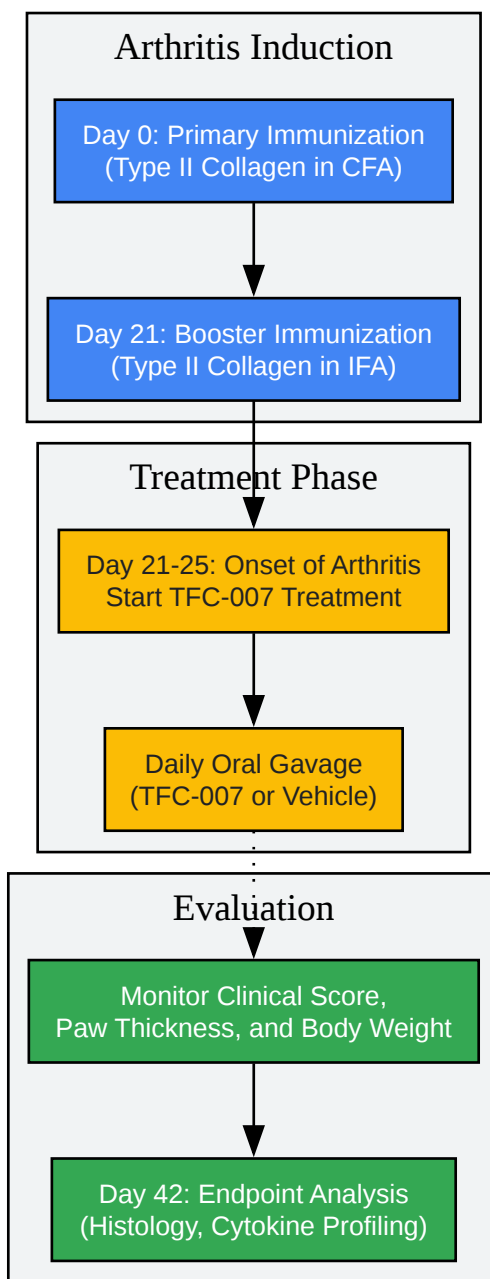 Arthritis Induction
Day 0: Primary Immunization
(Type II Collagen in CFA)
Day 21: Booster Immunization
(Type II Collagen in IFA)
Treatment Phase
Day 21-25: Onset of Arthritis
Start TFC-007 Treatment
Daily Oral Gavage
(TFC-007 or Vehicle)
Evaluation
Monitor Clinical Score,
Paw Thickness, and Body Weight
Day 42: Endpoint Analysis
(Histology, Cytokine Profiling)